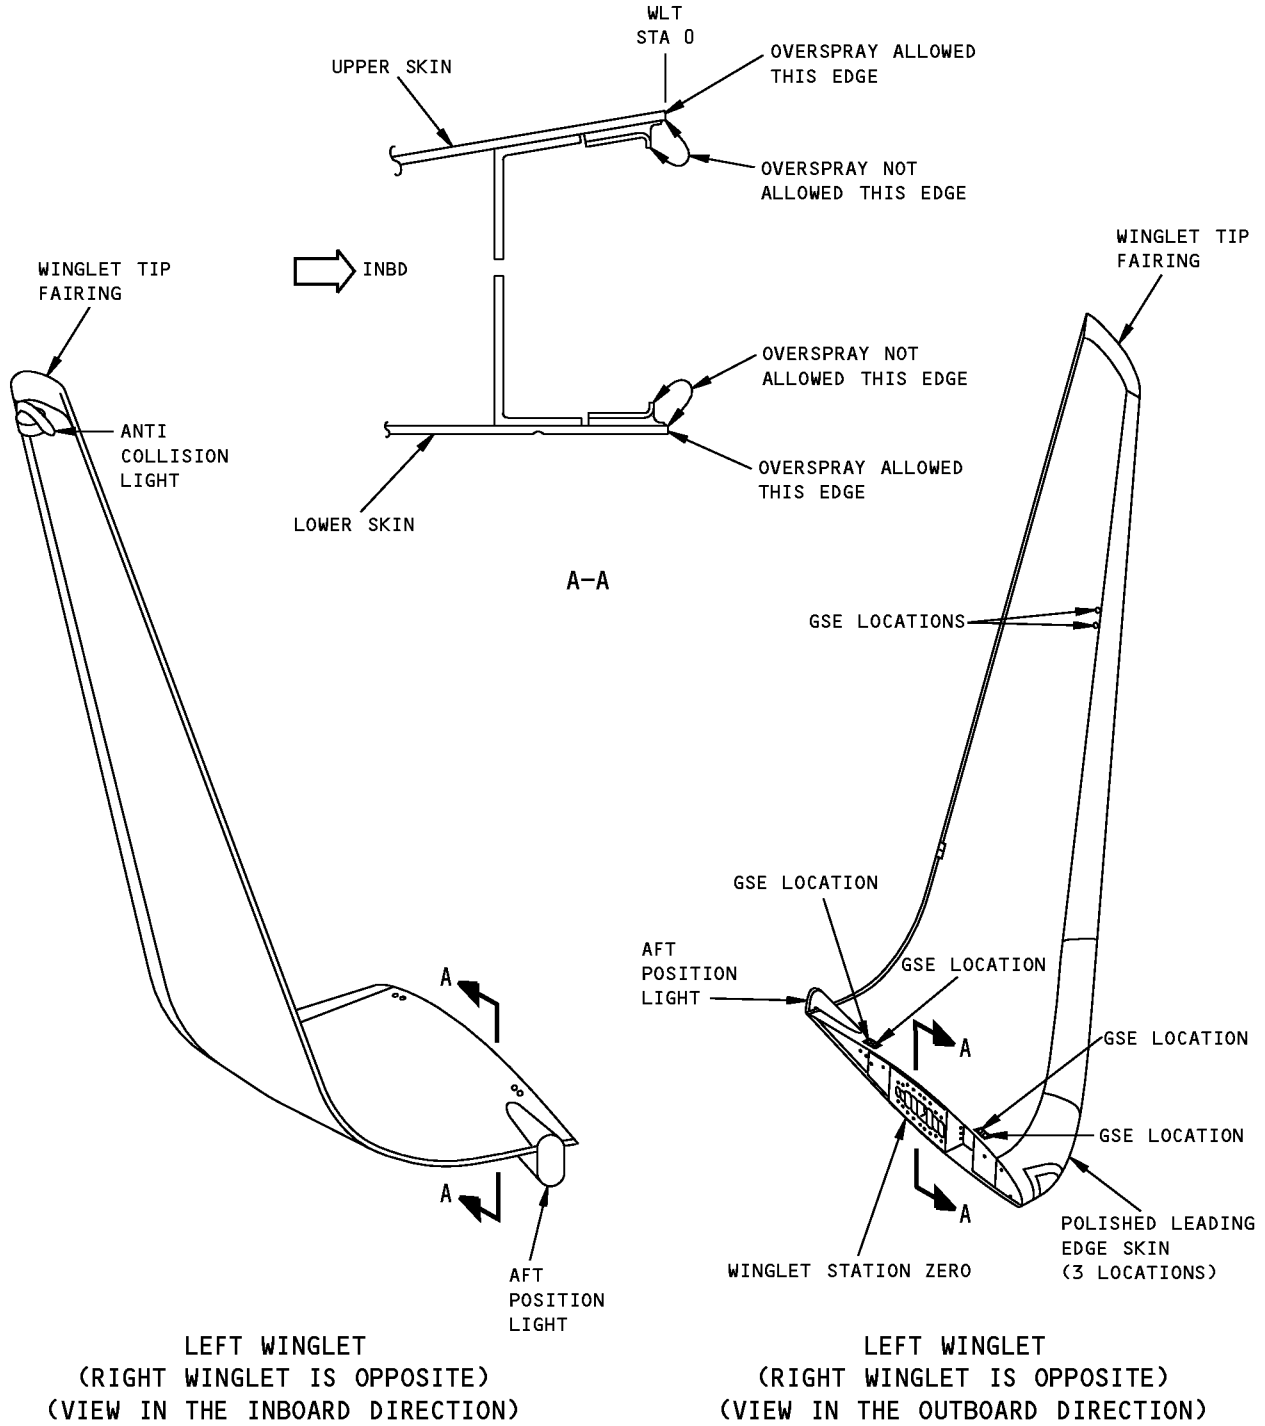 WLT
STA 0
UPPER SKIN
OVERSPRAY ALLOWED
THIS EDGE
OVERSPRAY NOT
ALLOWED THIS EDGE
INBD
WINGLET TIP
FAIRING
ANTI
COLLISION
LIGHT
OVERSPRAY NOT
ALLOWED THIS EDGE
OVERSPRAY ALLOWED
THIS EDGE
LOWER SKIN
A-A
WINGLET TIP
FAIRING
GSE LOCATIONS
GSE LOCATION
AFT
POSITION
LIGHT
GSE LOCATION
A
A
GSE LOCATION
GSE LOCATION
A
A
POLISHED LEADING
EDGE SKIN
(3 LOCATIONS)
WINGLET STATION ZERO
AFT
POSITION
LIGHT
LEFT WINGLET
(RIGHT WINGLET IS OPPOSITE)
(VIEW IN THE INBOARD DIRECTION)
LEFT WINGLET
(RIGHT WINGLET IS OPPOSITE)
(VIEW IN THE OUTBOARD DIRECTION)